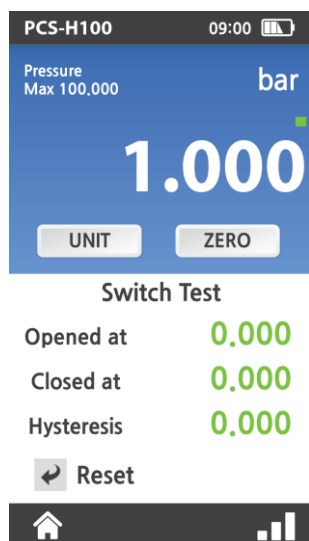 PCS-H100 09:00
Pressure
Max 100.000 bar
1.000
UNIT ZERO
Switch Test
Opened at 0.000
Closed at 0.000
Hysteresis 0.000
Reset